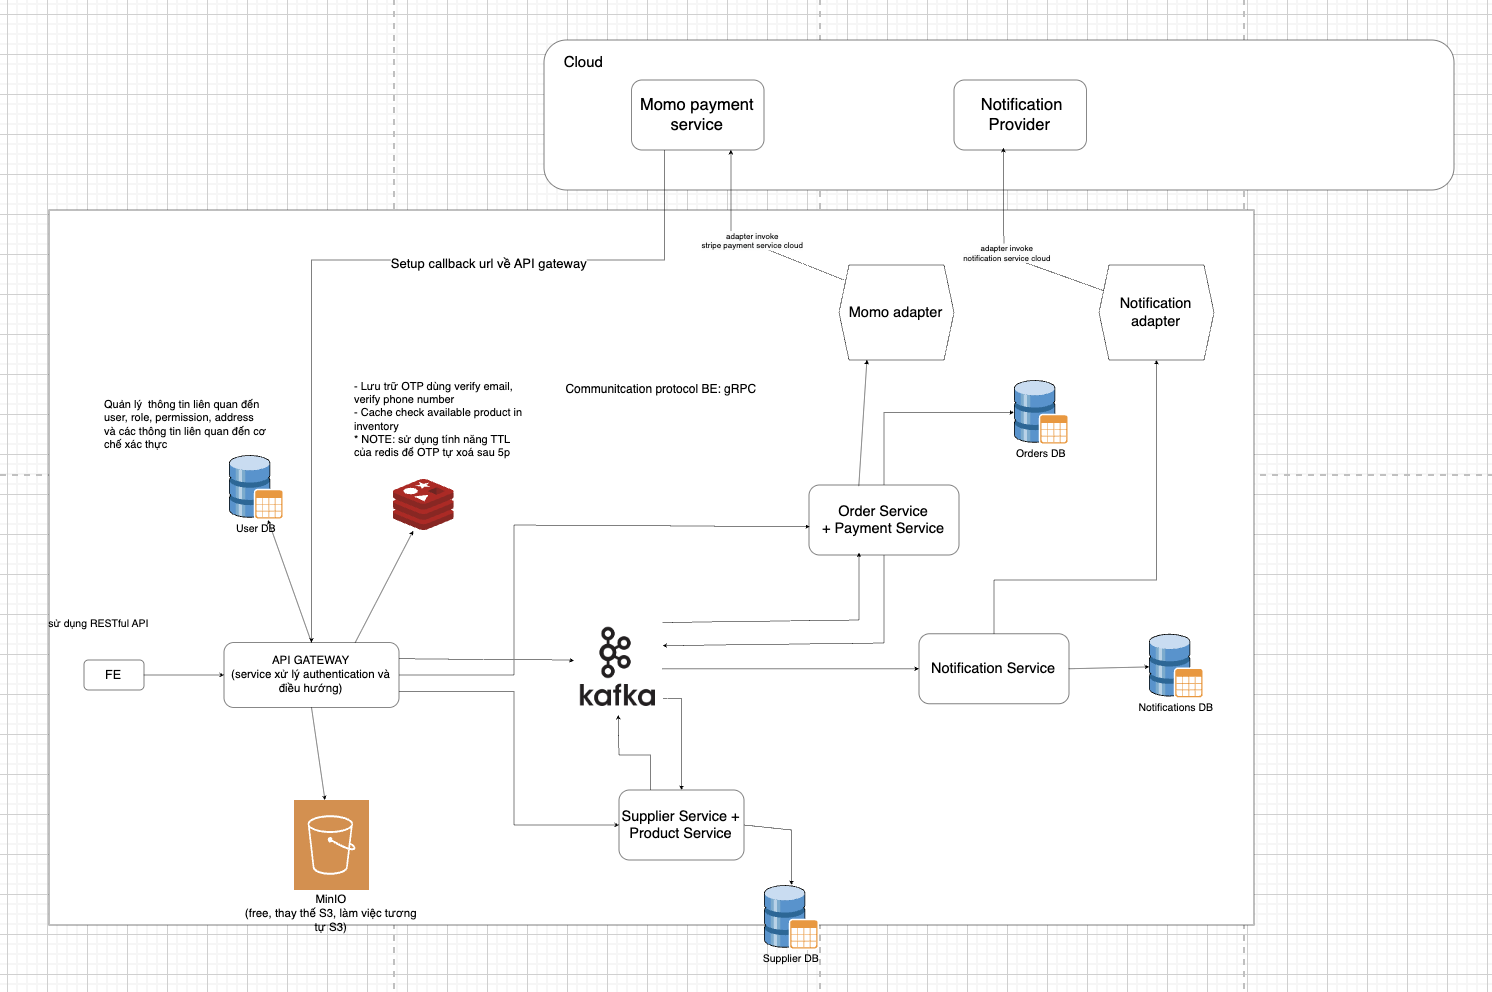 Cloud
Momo payment
service
Notification
Provider
adapter invoke
stripe payment service cloud
adapter invoke
notification service cloud
Setup callback url về API gateway
Momo adapter
Notification
adapter
- Lưu trữ OTP dùng verify email,
verify phone number
- Cache check available product in
inventory
* NOTE: sử dụng tính năng TTL
của redis để OTP tự xoá sau 5p
Communitcation protocol BE: gRPC
Quản lý thông tin liên quan đến
user, role, permission, address
và các thông tin liên quan đến cơ
chế xác thực
Orders DB
User DB
Order Service
+ Payment Service
sử dụng RESTful API
FE
API GATEWAY
(service xử lý authentication và
điều hướng)
kafka
Notification Service
Notifications DB
Supplier Service +
Product Service
MinIO
(free, thay thế S3, làm việc tương
tự S3)
Supplier DB